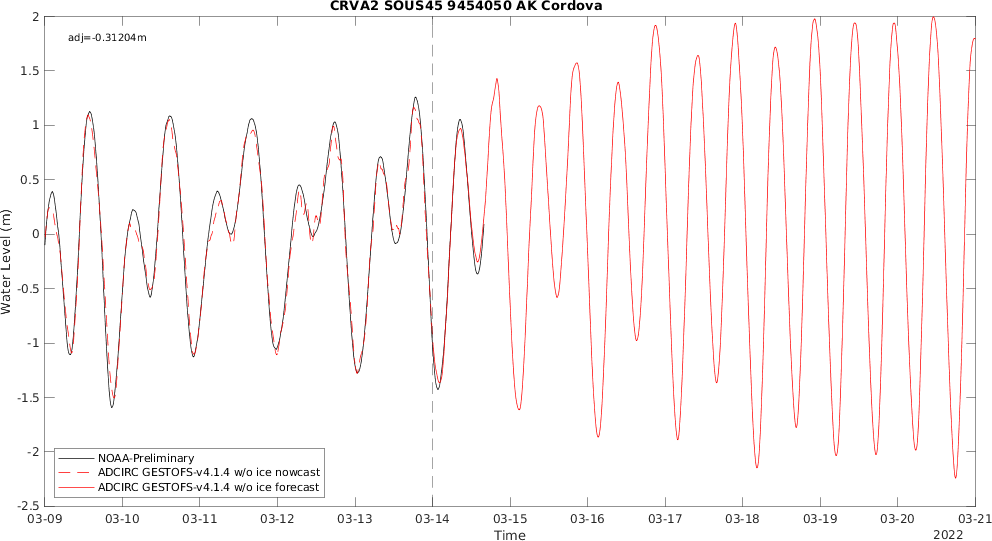 CRVA2 SOUS45 9454050 AK Cordova
adj=-0.31204m
2
1.5
1
0.5
0
-0.5
-1
-1.5
-2
-2.5
Water Level (m)
NOAA-Preliminary
ADCIRC GESTOFS-v4.1.4 w/o ice nowcast
ADCIRC GESTOFS-v4.1.4 w/o ice forecast
03-09 03-10 03-11 03-12 03-13 03-14 03-15 03-16 03-17 03-18 03-19 03-20 03-21
Time
2022